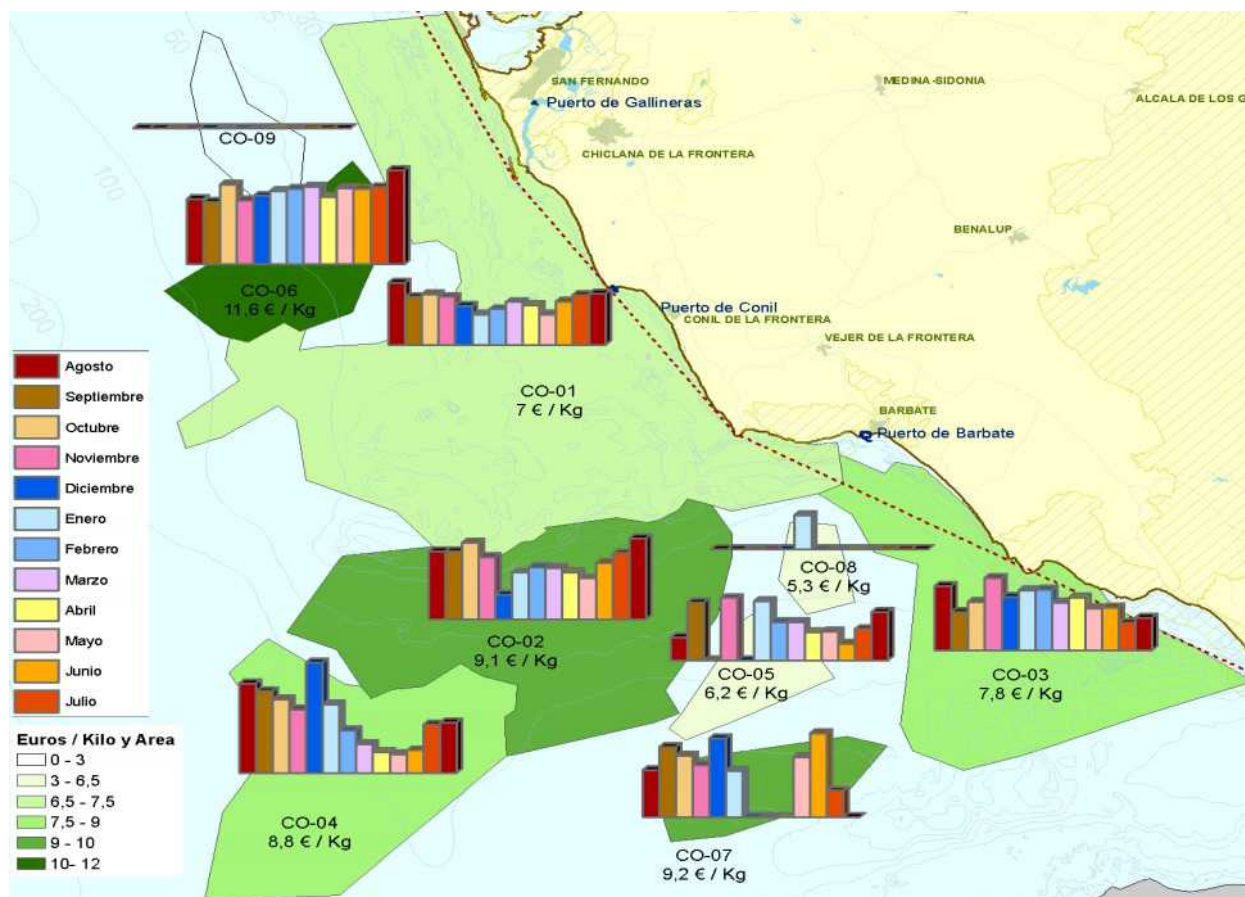 SAN FERNANDO
Puerto de Gallineras
MEDINA-SIDONIA
ALCALA DE LOS G
CHICLANA DE LA FRONTERA
BENALUP
50
50
100
200
CO-09
CO-06
11,6 € / Kg
Puerto de Conil
CONIL DE LA FRONTERA
VEJER DE LA FRONTERA
CO-01
7 € / Kg
BARBATE
Puerto de Barbate
CO-08
5,3 € / Kg
CO-02
9,1 € / Kg
CO-05
6,2 € / Kg
CO-03
7,8 € / Kg
CO-04
8,8 € / Kg
CO-07
9,2 € / Kg
Agosto
Septiembre
Octubre
Noviembre
Diciembre
Enero
Febrero
Marzo
Abril
Mayo
Junio
Julio
Euros / Kilo y Area
0 - 3
3 - 6,5
6,5 - 7,5
7,5 - 9
9 - 10
10- 12